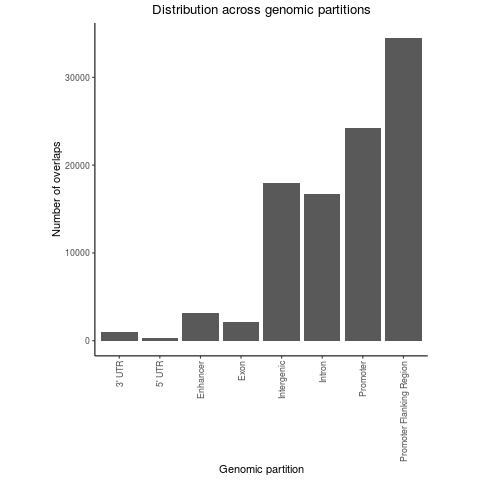 Distribution across genomic partitions
Number of overlaps
30000
20000
10000
0
3' UTR
5' UTR
Enhancer
Exon
Intergenic
Intron
Promoter
Promoter Flanking Region
Genomic partition